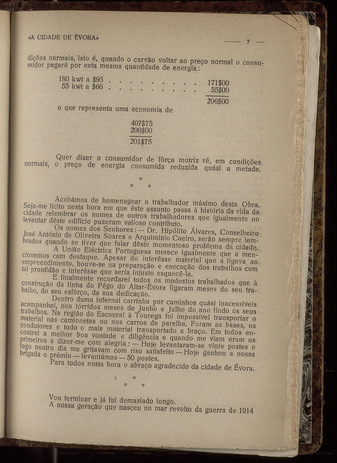 «A CIDADE DE ÉVORA»
7
dições normais, isto é, quando o carvão voltar ao preço normal o consu-
midor pagará por esta mesma quantidade de energia:
180 kwt a $95 . . . . . . . . . 171$00
53 kwt a $66 . . . . . . . . . 35$00
206$00
o que representa uma economia de
407$75
206$00
201$75
Quer dizer o consumidor de fôrça motriz vê, em condições
normais, o preço de energia consumida reduzida quási a metade.
* * *
Acabâmos de homenagear o trabalhador máximo desta Obra.
Seja-me lícito nesta hora em que êste assunto passa à história da vida da
cidade relembrar os nomes de outros trabalhadores que igualmente no
levantar dêste edifício puzeram valioso contributo.
Os nomes dos Senhores: — Dr. Hipólito Álvares, Conselheiro
José António de Oliveira Soares e Arquimínio Caeiro, serão sempre lem-
brados quando se tiver que falar dêste momentoso problema da cidade.
A União Eléctrica Portuguesa merece igualmente que a men-
cionemos com destaque. Apesar do interêsse material que a ligava ao
empreendimento, houve-se na preparação e execução dos trabalhos com
tal prontidão e interêsse que seria injusto esquecê-la.
E finalmente recordarei todos os modestos trabalhadores que à
construção da linha do Pêgo do Altar-Évora ligaram meses do seu tra-
balho, do seu esfôrço, da sua dedicação.
Dentro duma infernal carrinha por caminhos quási inacessíveis
acompanhei, nos tórridos meses de Junho e Julho do ano findo os seus
trabalhos. Na região do Escoural à Tourega foi impossível transportar o
material nas camionetas ou nos carros de parelha. Foram as bases, os
condutores e todo o mais material transportado a braço. Em todos en-
contrei a melhor boa vontade e diligência e quando me viam eram os
primeiros a dizer-me com alegria: — Hoje levantaram-se vinte postes e
logo noutro dia me gritavam com riso satisfeito — Hoje ganhou a nossa
brigada o prémio — levantámos — 30 postes.
Para todos nesta hora o abraço agradecido da cidade de Évora.
* * *
Vou terminar e já fui demasiado longo.
A nossa geração que nasceu no mar revolto da guerra de 1914